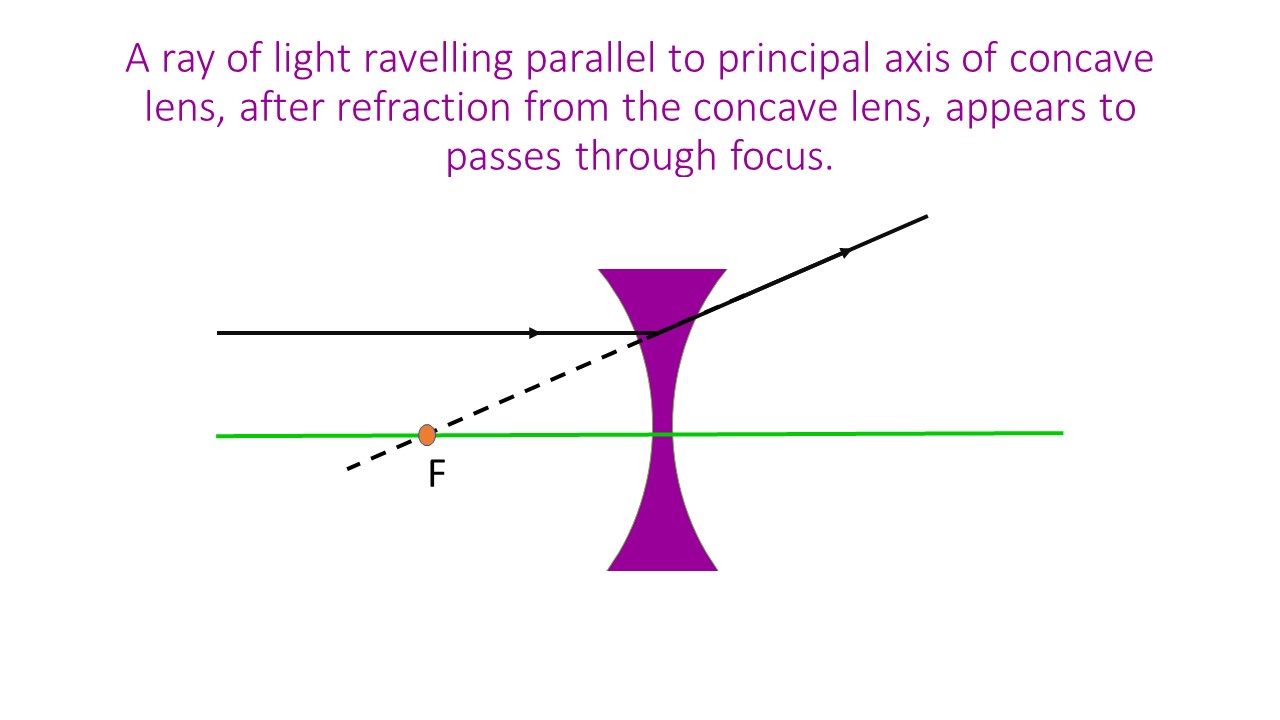 A ray of light ravelling parallel to principal axis of concave
lens, after refraction from the concave lens, appears to
passes through focus.
F